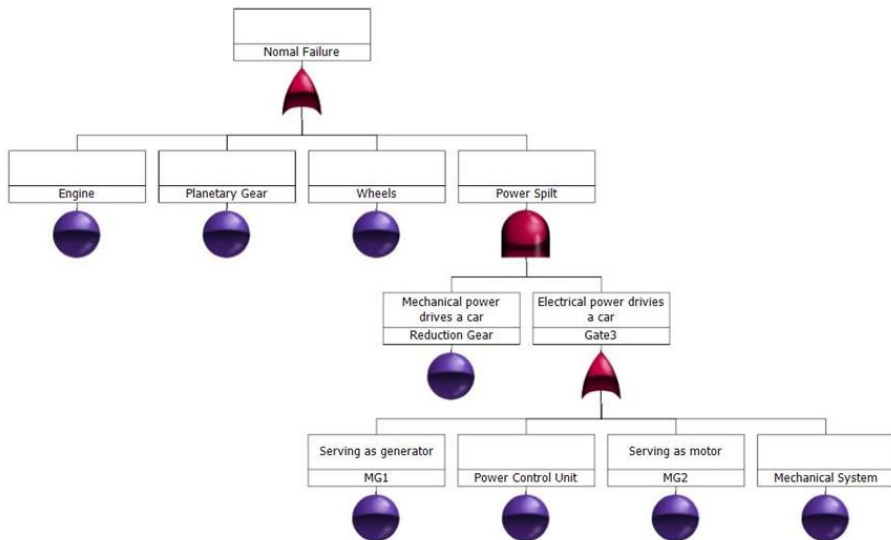 Nomal Failure
Engine
Planetary Gear
Wheels
Power Spilt
Mechanical power
drives a car
Reduction Gear
Electrical power drivies
a car
Gate3
Serving as generator
MG1
Power Control Unit
Serving as motor
MG2
Mechanical System